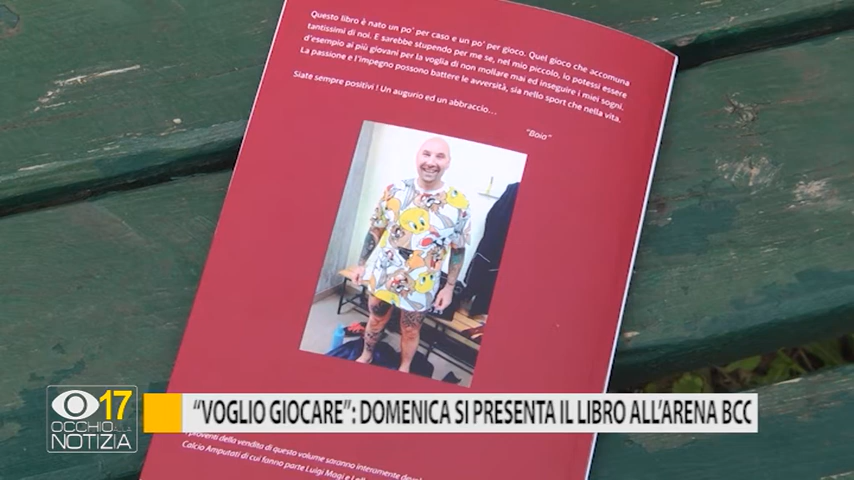 Questo libro è nato un po' per caso e un po' per gioco. Quel gioco che accomuna
tantissimi di noi. E sarebbe stupendo per me se, nel mio piccolo, io potessi essere
d'esempio ai più giovani per la voglia di non mollare mai ed inseguire i miei sogni.
La passione e l'impegno possono battere le avversità, sia nello sport che nella vita.
Siate sempre positivi ! Un augurio ed un abbraccio...
"Boia"
17
OCCHIO ALLA
NOTIZIA
"VOGLIO GIOCARE": DOMENICA SI PRESENTA IL LIBRO ALL'ARENA BCC
I proventi della vendita di questo volume saranno interamente
Calcio Amputati di cui fanno parte Luigi Magi e